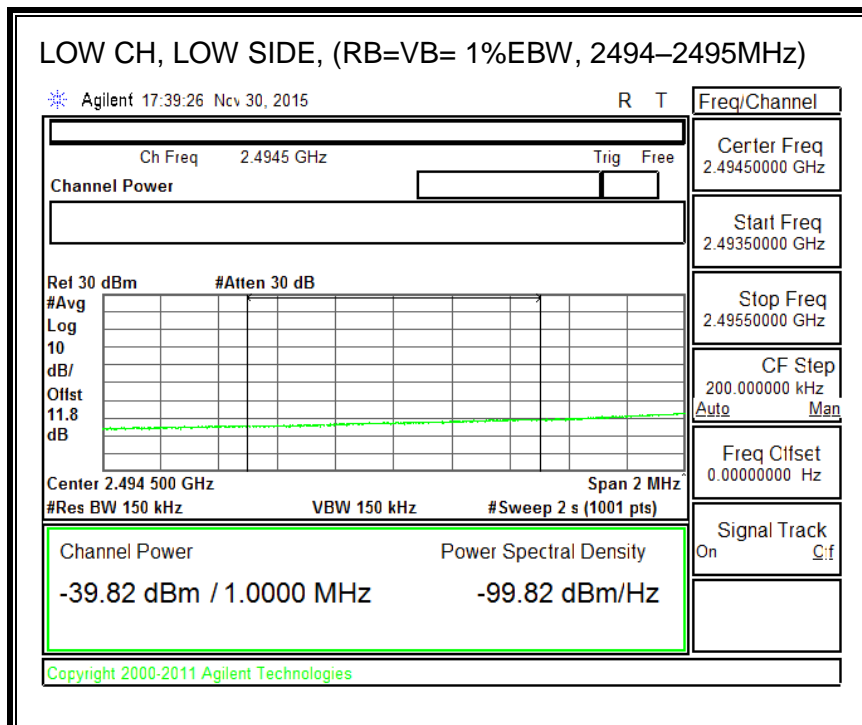 LOW CH, LOW SIDE, (RB=VB= 1%EBW, 2494–2495MHz)
Agilent 17:39:26 Nov 30, 2015 R T
Freq/Channel
Ch Freq 2.4945 GHz Trig Free
Channel Power
Center Freq
2.49450000 GHz
Start Freq
2.49350000 GHz
Stop Freq
2.49550000 GHz
CF Step
200.000000 kHz
Auto Man
Freq Offset
0.00000000 Hz
Signal Track
On Off
Ref 30 dBm #Atten 30 dB
#Avg
Log
10
dB/
Offst
11.8
dB
Center 2.494 500 GHz Span 2 MHz
#Res BW 150 kHz VBW 150 kHz #Sweep 2 s (1001 pts)
Channel Power Power Spectral Density
-39.82 dBm / 1.0000 MHz -99.82 dBm/Hz
Copyright 2000-2011 Agilent Technologies